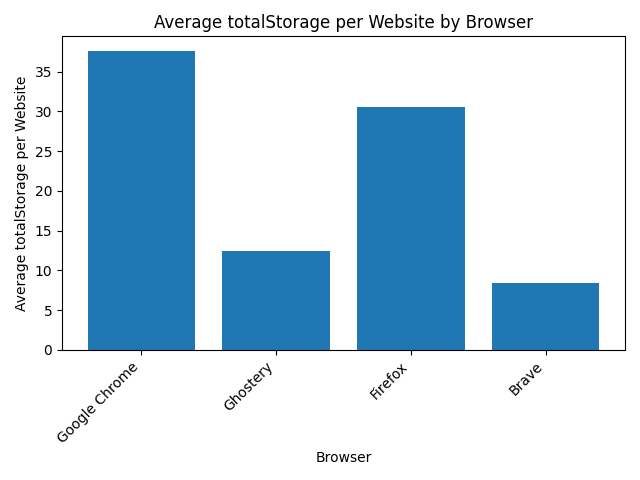 Average totalStorage per Website by Browser
Average totalStorage per Website
35
30
25
20
15
10
5
0
Google Chrome
Ghostery
Firefox
Brave
Browser